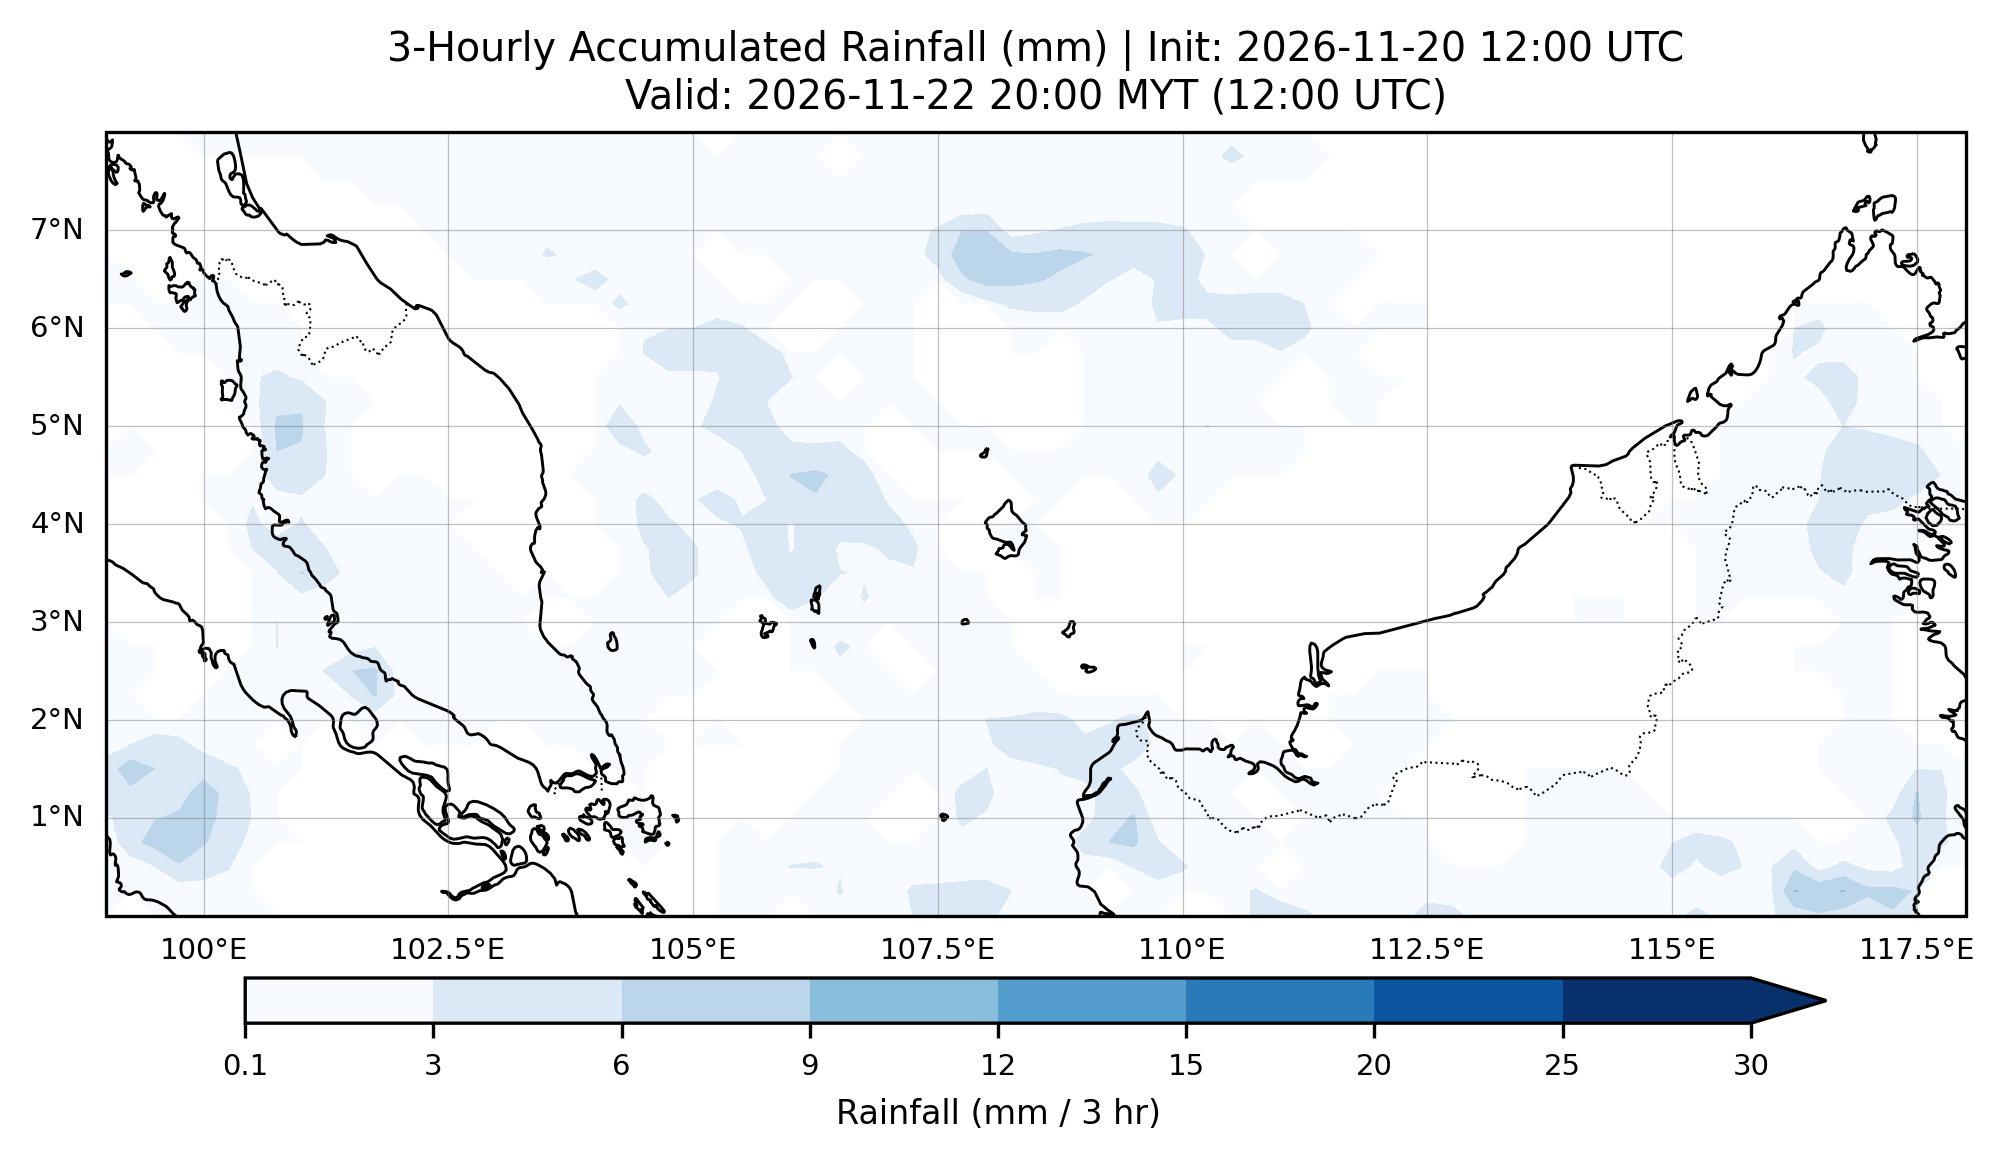 3-Hourly Accumulated Rainfall (mm) | Init: 2026-11-20 12:00 UTC
Valid: 2026-11-22 20:00 MYT (12:00 UTC)
7°N
6°N
5°N
4°N
3°N
2°N
1°N
100°E 102.5°E 105°E 107.5°E 110°E 112.5°E 115°E 117.5°E
0.1 3 6 9 12 15 20 25 30
Rainfall (mm / 3 hr)